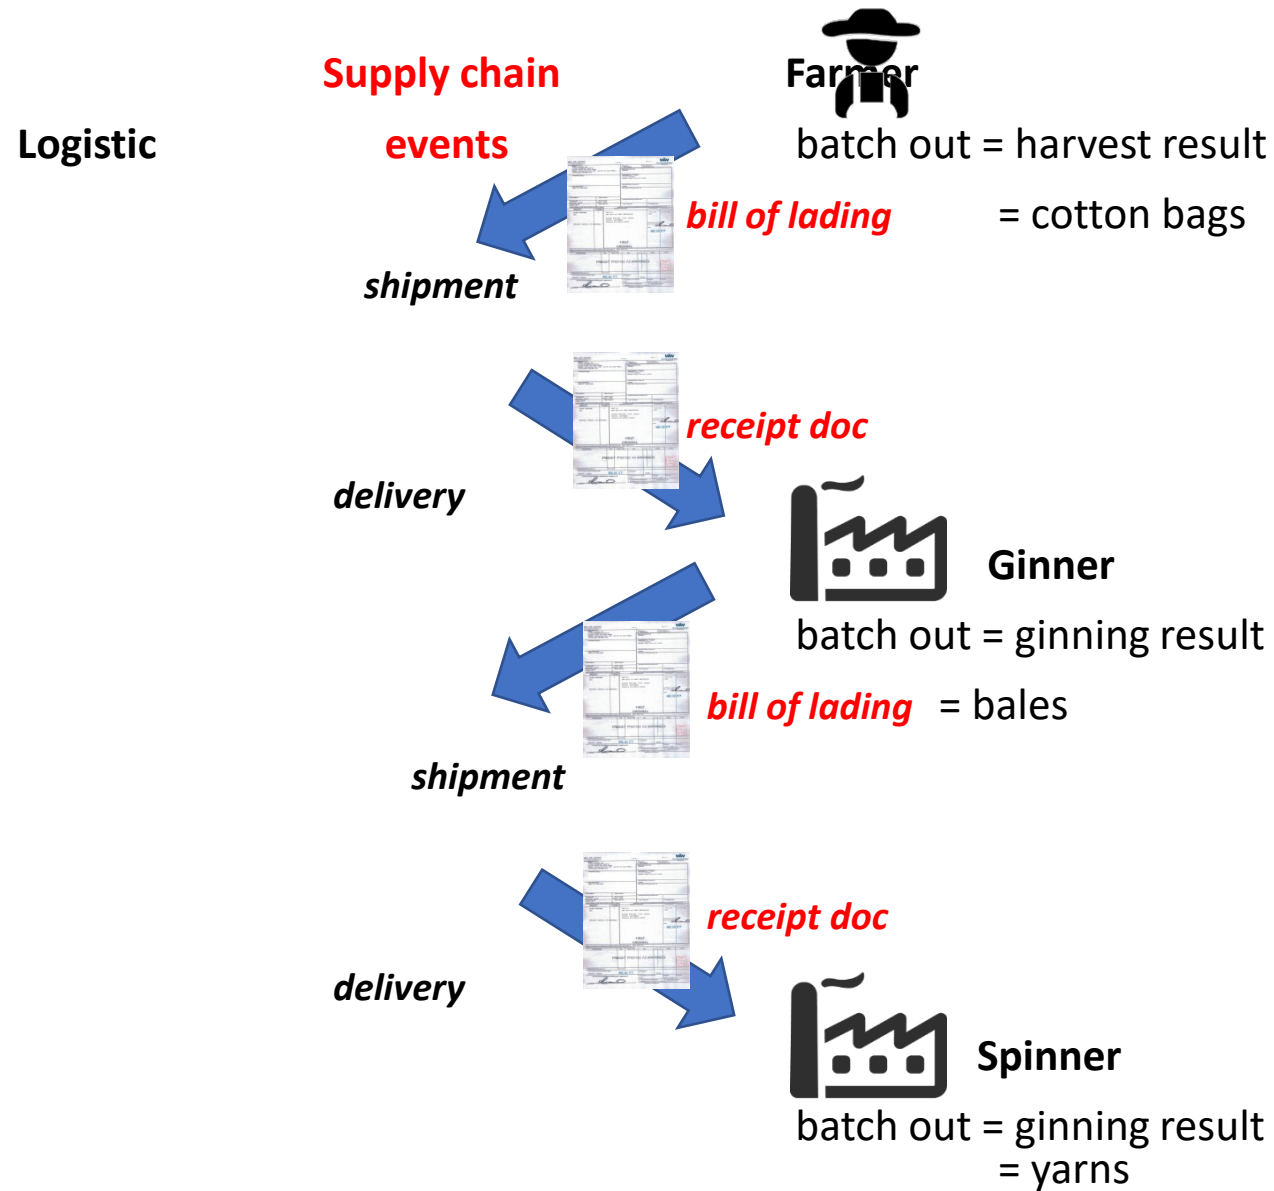 Supply chain
Farmer
Logistic
events
batch out = harvest result
bill of lading
= cotton bags
shipment
receipt doc
delivery
Ginner
batch out = ginning result
bill of lading
= bales
shipment
receipt doc
delivery
Spinner
batch out = ginning result
= yarns